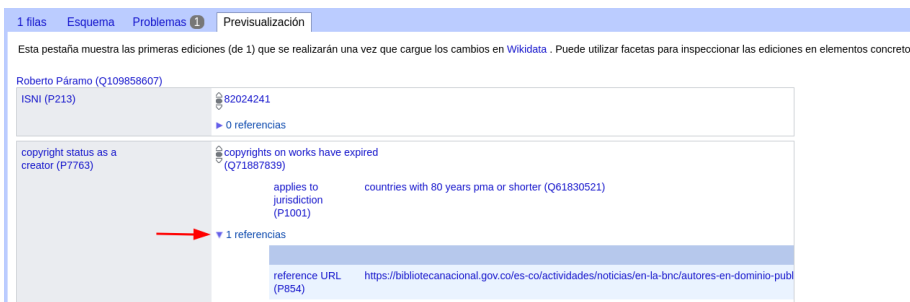 1 filas Esquema Problemas 1 Previsualización
Esta pestaña muestra las primeras ediciones (de 1) que se realizarán una vez que cargue los cambios en Wikidata . Puede utilizar facetas para inspeccionar las ediciones en elementos concreto
Roberto Páramo (Q109858607)
ISNI (P213) 82024241
0 referencias
copyright status as a copyrights on works have expired
creator (P7763) (Q71887839)
applies to countries with 80 years pma or shorter (Q61830521)
jurisdiction
(P1001)
1 referencias
reference URL https://bibliotecanacional.gov.co/es-co/actividades/noticias/en-la-bnc/autores-en-dominio-publ
(P854)